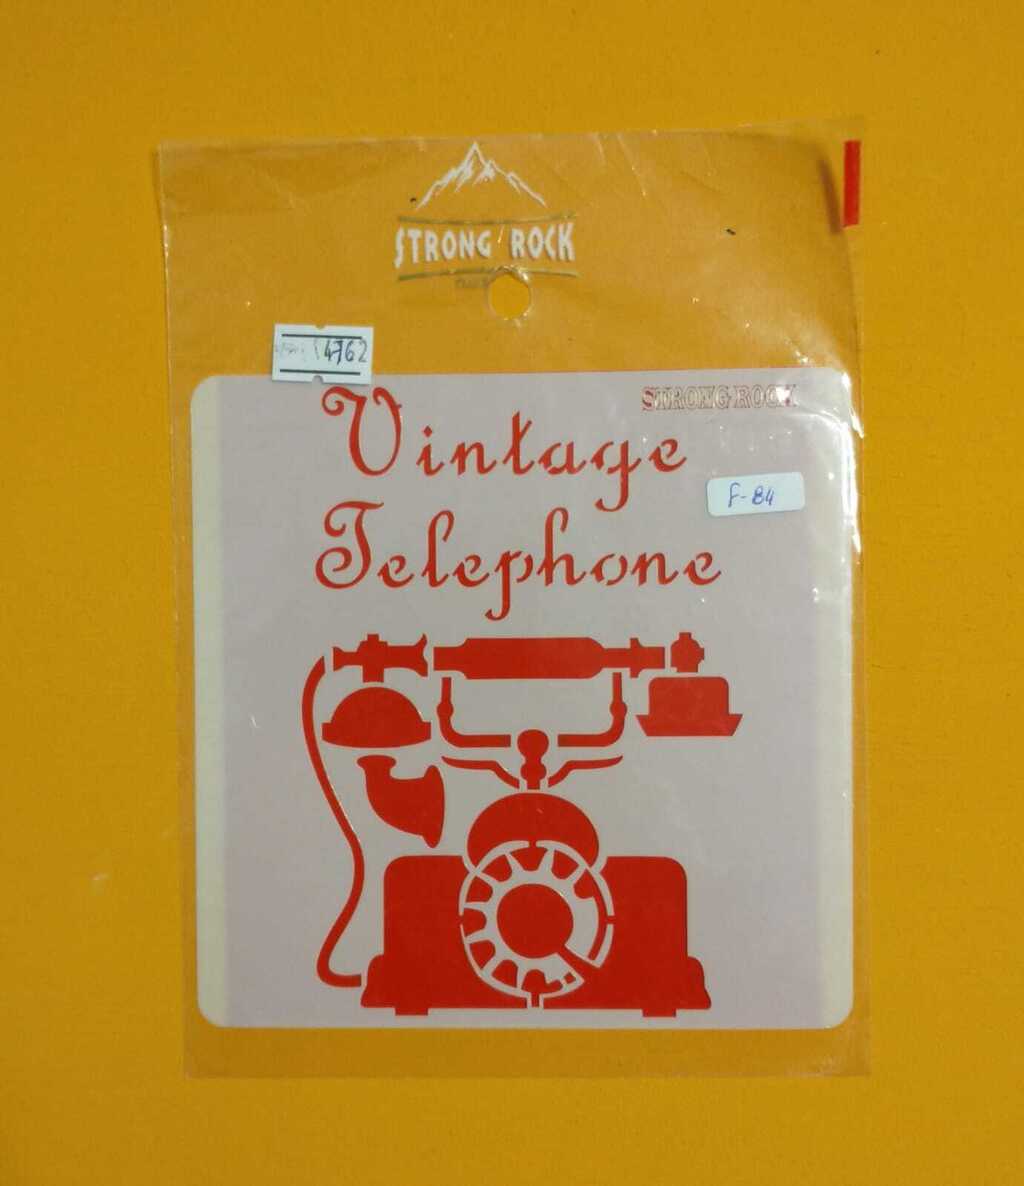 STRONG ROCK
4762
STRONG ROCK
Vintage
F-84
Telephone